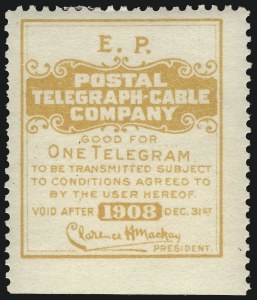 E. P.
POSTAL
TELEGRAPH-CABLE
COMPANY
GOOD FOR
ONE TELEGRAM
TO BE TRANSMITTED SUBJECT
TO CONDITIONS AGREED TO
BY THE USER HEREOF.
VOID AFTER 1908 DEC. 31ST
Clarence H Mackay
PRESIDENT.